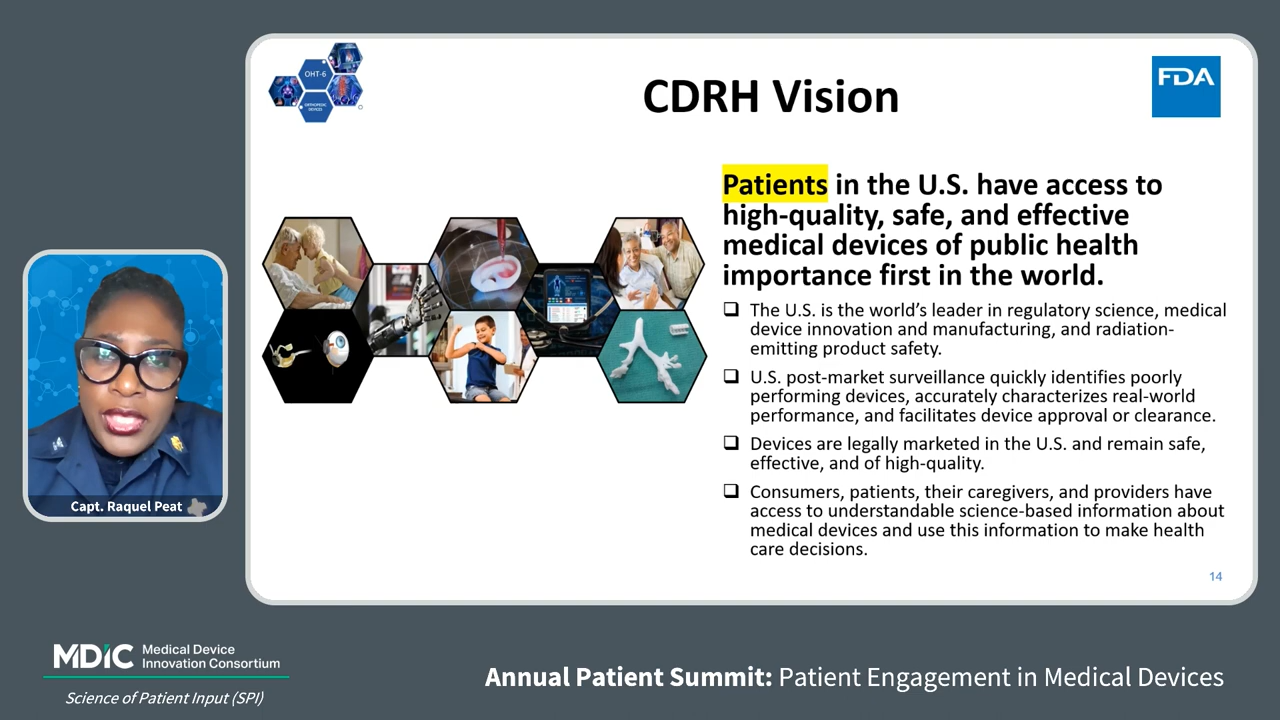 OHT-6
ORTHOPEDIC
DEVICES
CDRH Vision
FDA
Patients in the U.S. have access to
high-quality, safe, and effective
medical devices of public health
importance first in the world.
❑ The U.S. is the world’s leader in regulatory science, medical
device innovation and manufacturing, and radiation-
emitting product safety.
❑ U.S. post-market surveillance quickly identifies poorly
performing devices, accurately characterizes real-world
performance, and facilitates device approval or clearance.
❑ Devices are legally marketed in the U.S. and remain safe,
effective, and of high-quality.
❑ Consumers, patients, their caregivers, and providers have
access to understandable science-based information about
medical devices and use this information to make health
care decisions.
14
Capt. Raquel Peat
MDIC Medical Device
Innovation Consortium
Science of Patient Input (SPI)
Annual Patient Summit: Patient Engagement in Medical Devices